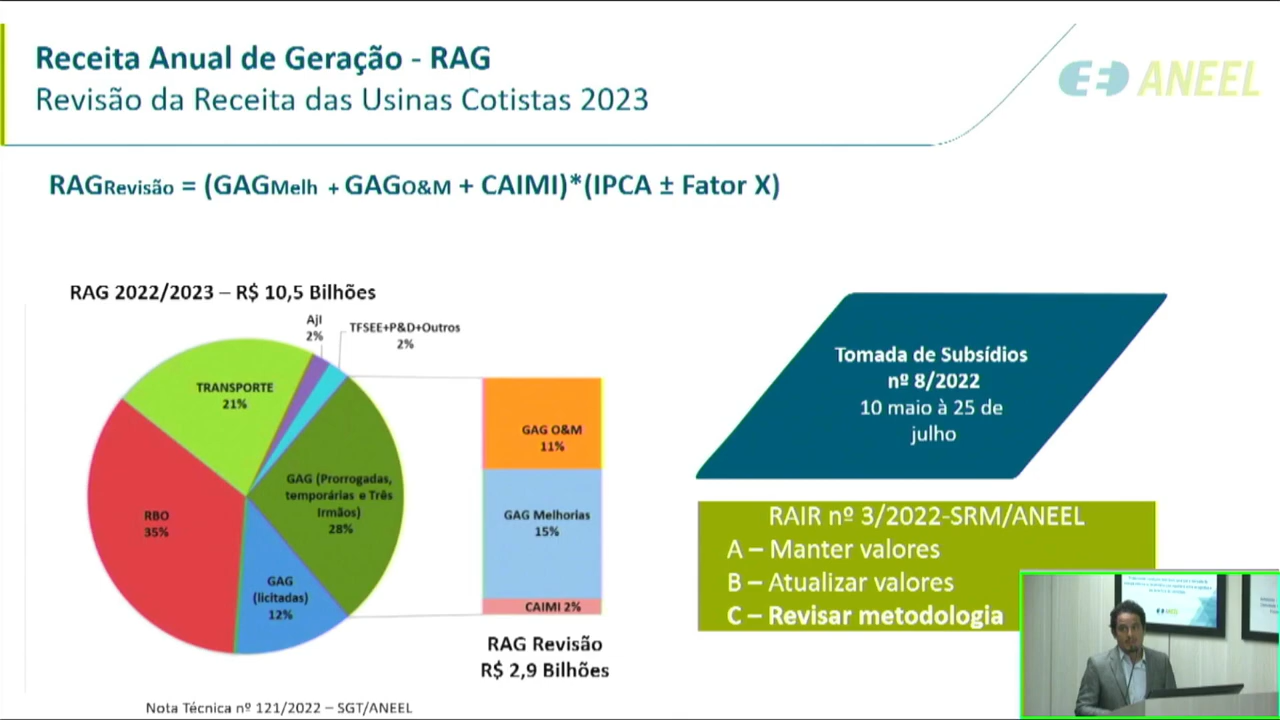 Receita Anual de Geração - RAG
Revisão da Receita das Usinas Cotistas 2023
ANEEL
RAGRevisão = (GAGMelh + GAGO&M + CAIMI)*(IPCA ± Fator X)
RAG 2022/2023 – R$ 10,5 Bilhões
AjI
2%
TFSEE+P&D+Outros
2%
TRANSPORTE
21%
RBO
35%
GAG (Prorrogadas,
temporárias e Três
Irmãos)
28%
GAG
(licitadas)
12%
GAG O&M
11%
GAG Melhorias
15%
CAIMI 2%
RAG Revisão
R$ 2,9 Bilhões
Nota Técnica nº 121/2022 – SGT/ANEEL
Tomada de Subsídios
nº 8/2022
10 maio à 25 de
julho
RAIR nº 3/2022-SRM/ANEEL
A – Manter valores
B – Atualizar valores
C – Revisar metodologia